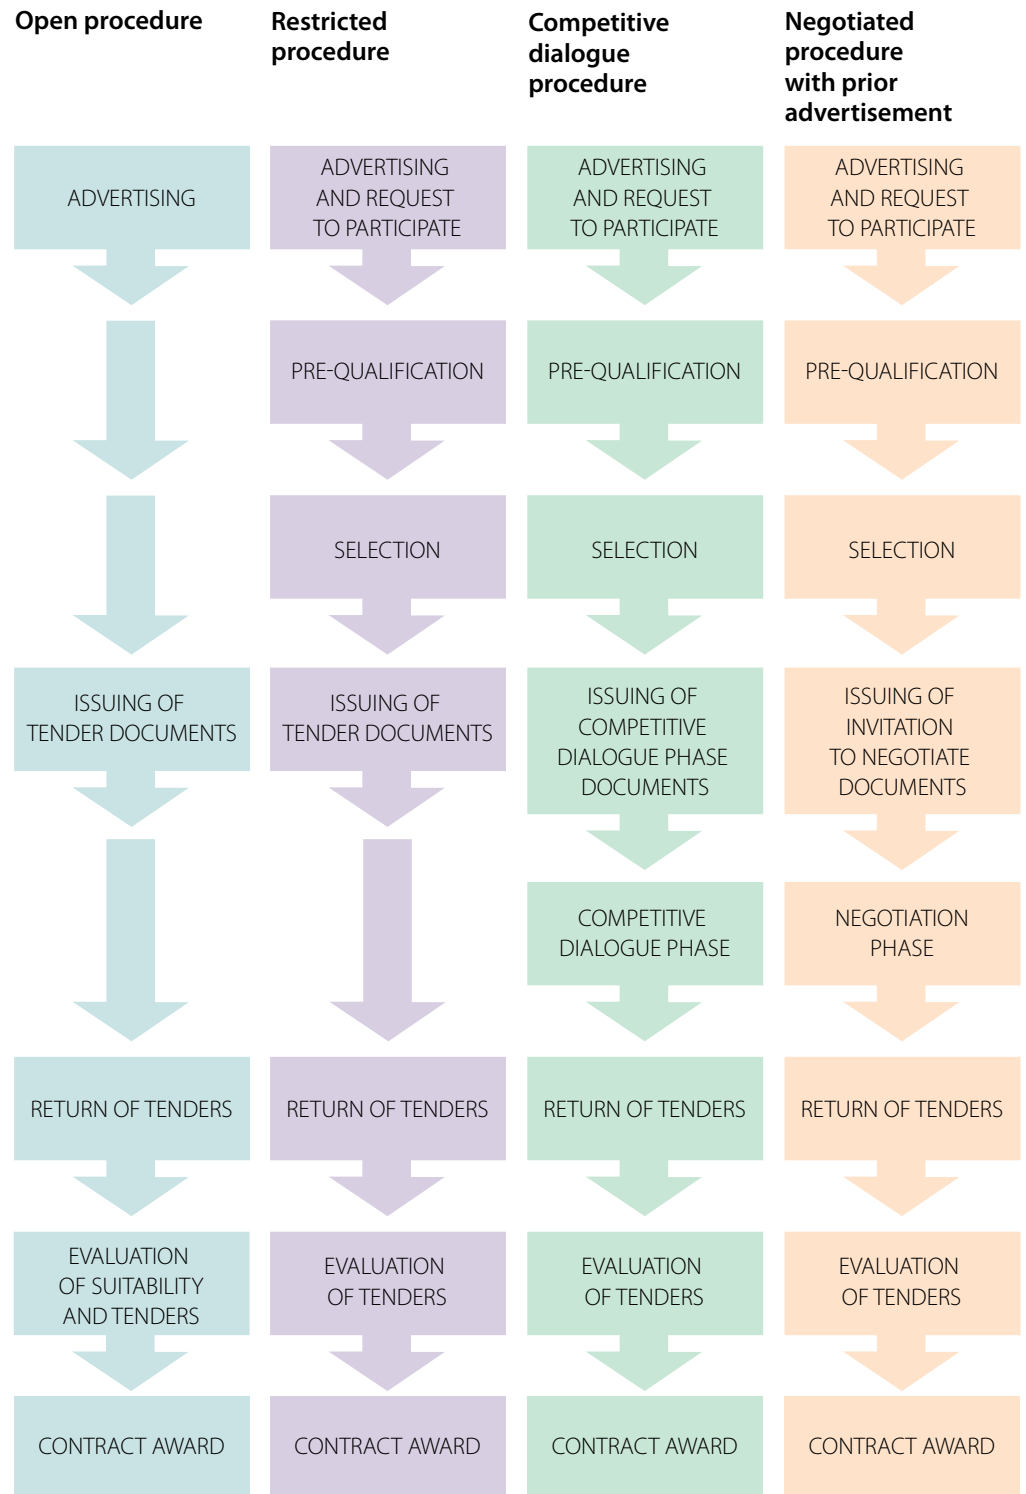 Open procedure
Restricted
procedure
Competitive
dialogue
procedure
Negotiated
procedure
with prior
advertisement
ADVERTISING
ADVERTISING
AND REQUEST
TO PARTICIPATE
ADVERTISING
AND REQUEST
TO PARTICIPATE
ADVERTISING
AND REQUEST
TO PARTICIPATE
PRE-QUALIFICATION
PRE-QUALIFICATION
PRE-QUALIFICATION
SELECTION
SELECTION
SELECTION
ISSUING OF
TENDER DOCUMENTS
ISSUING OF
TENDER DOCUMENTS
ISSUING OF
COMPETITIVE
DIALOGUE PHASE
DOCUMENTS
ISSUING OF
INVITATION
TO NEGOTIATE
DOCUMENTS
COMPETITIVE
DIALOGUE PHASE
NEGOTIATION
PHASE
RETURN OF TENDERS
RETURN OF TENDERS
RETURN OF TENDERS
RETURN OF TENDERS
EVALUATION
OF SUITABILITY
AND TENDERS
EVALUATION
OF TENDERS
EVALUATION
OF TENDERS
EVALUATION
OF TENDERS
CONTRACT AWARD
CONTRACT AWARD
CONTRACT AWARD
CONTRACT AWARD